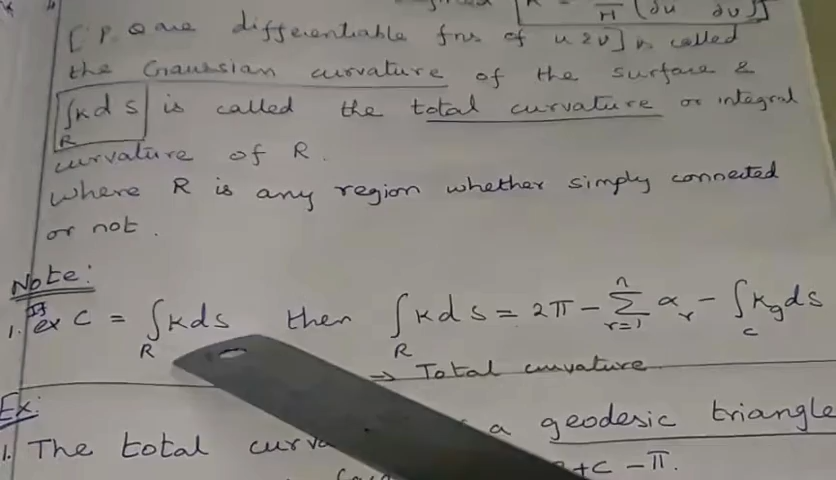 [P, Q are differentiable fns. of u & v] is called
the Gaussian curvature of the surface &
∫_R K ds is called the total curvature or integral
curvature of R.
where R is any region whether simply connected
or not.
Note:
1. If ex C = ∫_R K ds then ∫_R K ds = 2π - Σ_{r=1}^{n} α_r - ∫_c K_g ds
→ Total curvature
Ex:
1. The total a geodesic triangle
+ C - π.